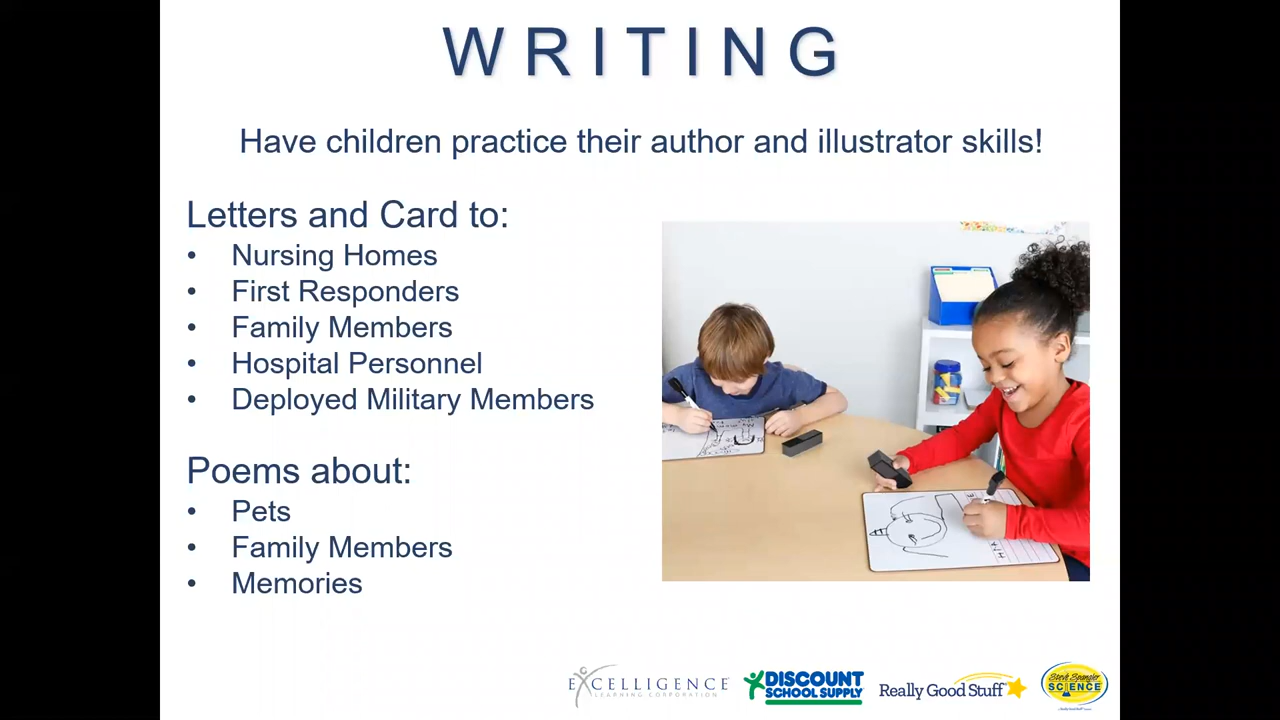 WRITING
Have children practice their author and illustrator skills!
Letters and Card to:
• Nursing Homes
• First Responders
• Family Members
• Hospital Personnel
• Deployed Military Members
Poems about:
• Pets
• Family Members
• Memories
EXCELLIGENCE
LEARNING CORPORATION
DISCOUNT
SCHOOL SUPPLY
Really Good Stuff
Steve Spangler
SCIENCE